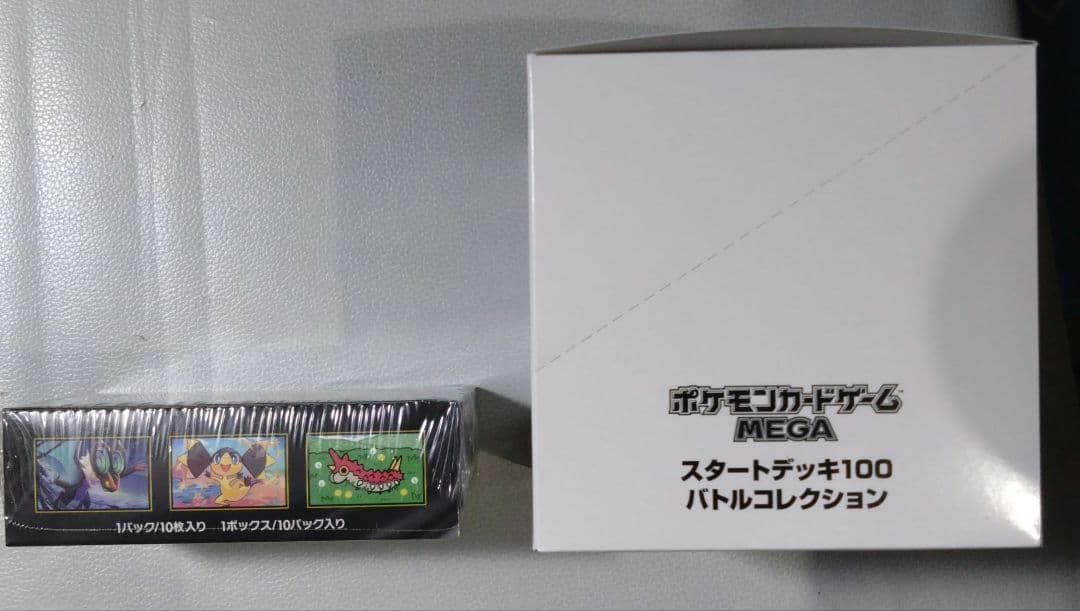 1パック/10枚入り 1ボックス/10パック入り
ポケモンカードゲーム
MEGA
スタートデッキ100
バトルコレクション